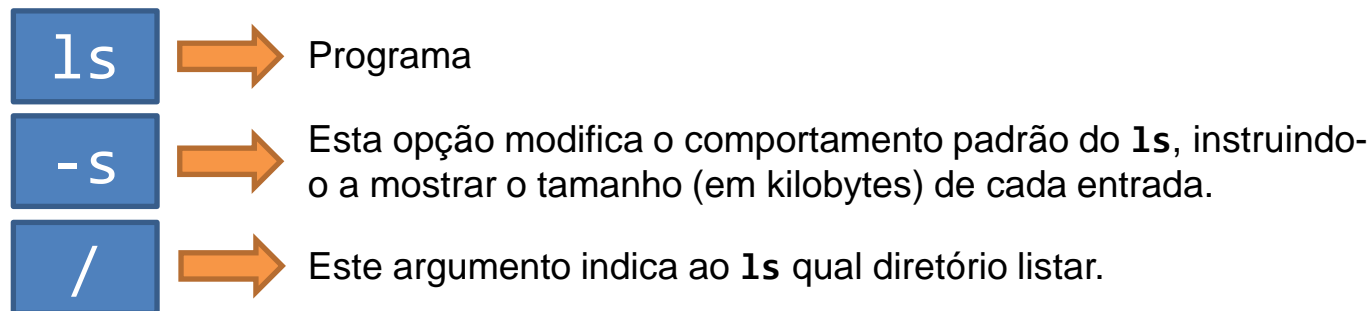 ls
Programa
-s
Esta opção modifica o comportamento padrão do ls, instruindo-
o a mostrar o tamanho (em kilobytes) de cada entrada.
/
Este argumento indica ao ls qual diretório listar.